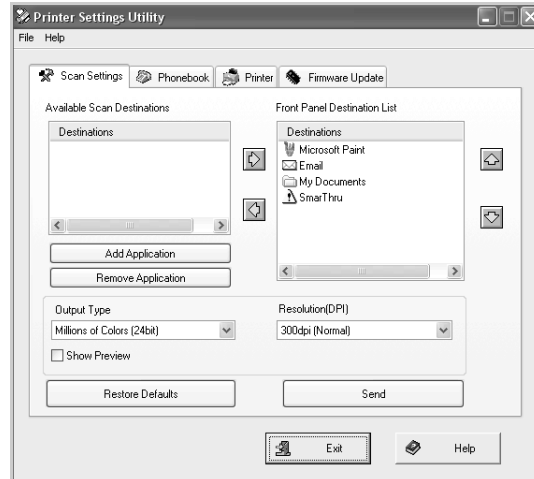 Printer Settings Utility
File Help
Scan Settings Phonebook Printer Firmware Update
Available Scan Destinations
Destinations
Add Application
Remove Application
Front Panel Destination List
Destinations
Microsoft Paint
Email
My Documents
SmarThru
Output Type
Millions of Colors (24bit)
Show Preview
Resolution(DPI)
300dpi (Normal)
Restore Defaults
Send
Exit
Help